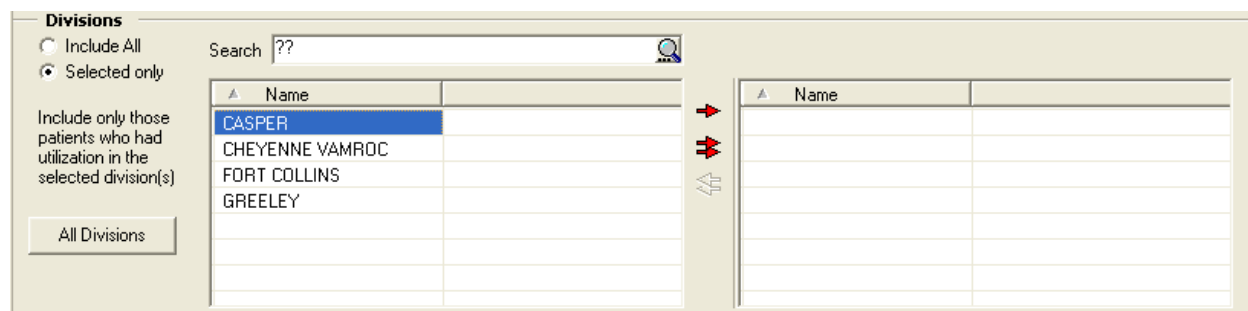 Divisions
Include All
Selected only
Search ??
Include only those
patients who had
utilization in the
selected division(s)
All Divisions
Name
CASPER
CHEYENNE VAMROC
FORT COLLINS
GREELEY
Name